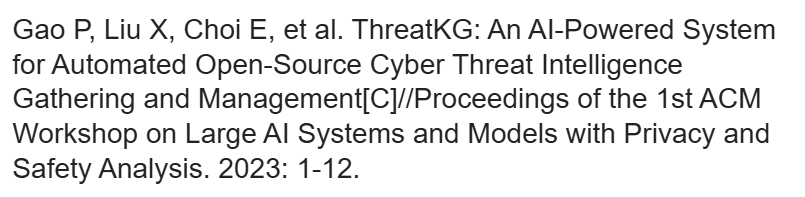 Gao P, Liu X, Choi E, et al. ThreatKG: An AI-Powered System
for Automated Open-Source Cyber Threat Intelligence
Gathering and Management[C]//Proceedings of the 1st ACM
Workshop on Large AI Systems and Models with Privacy and
Safety Analysis. 2023: 1-12.